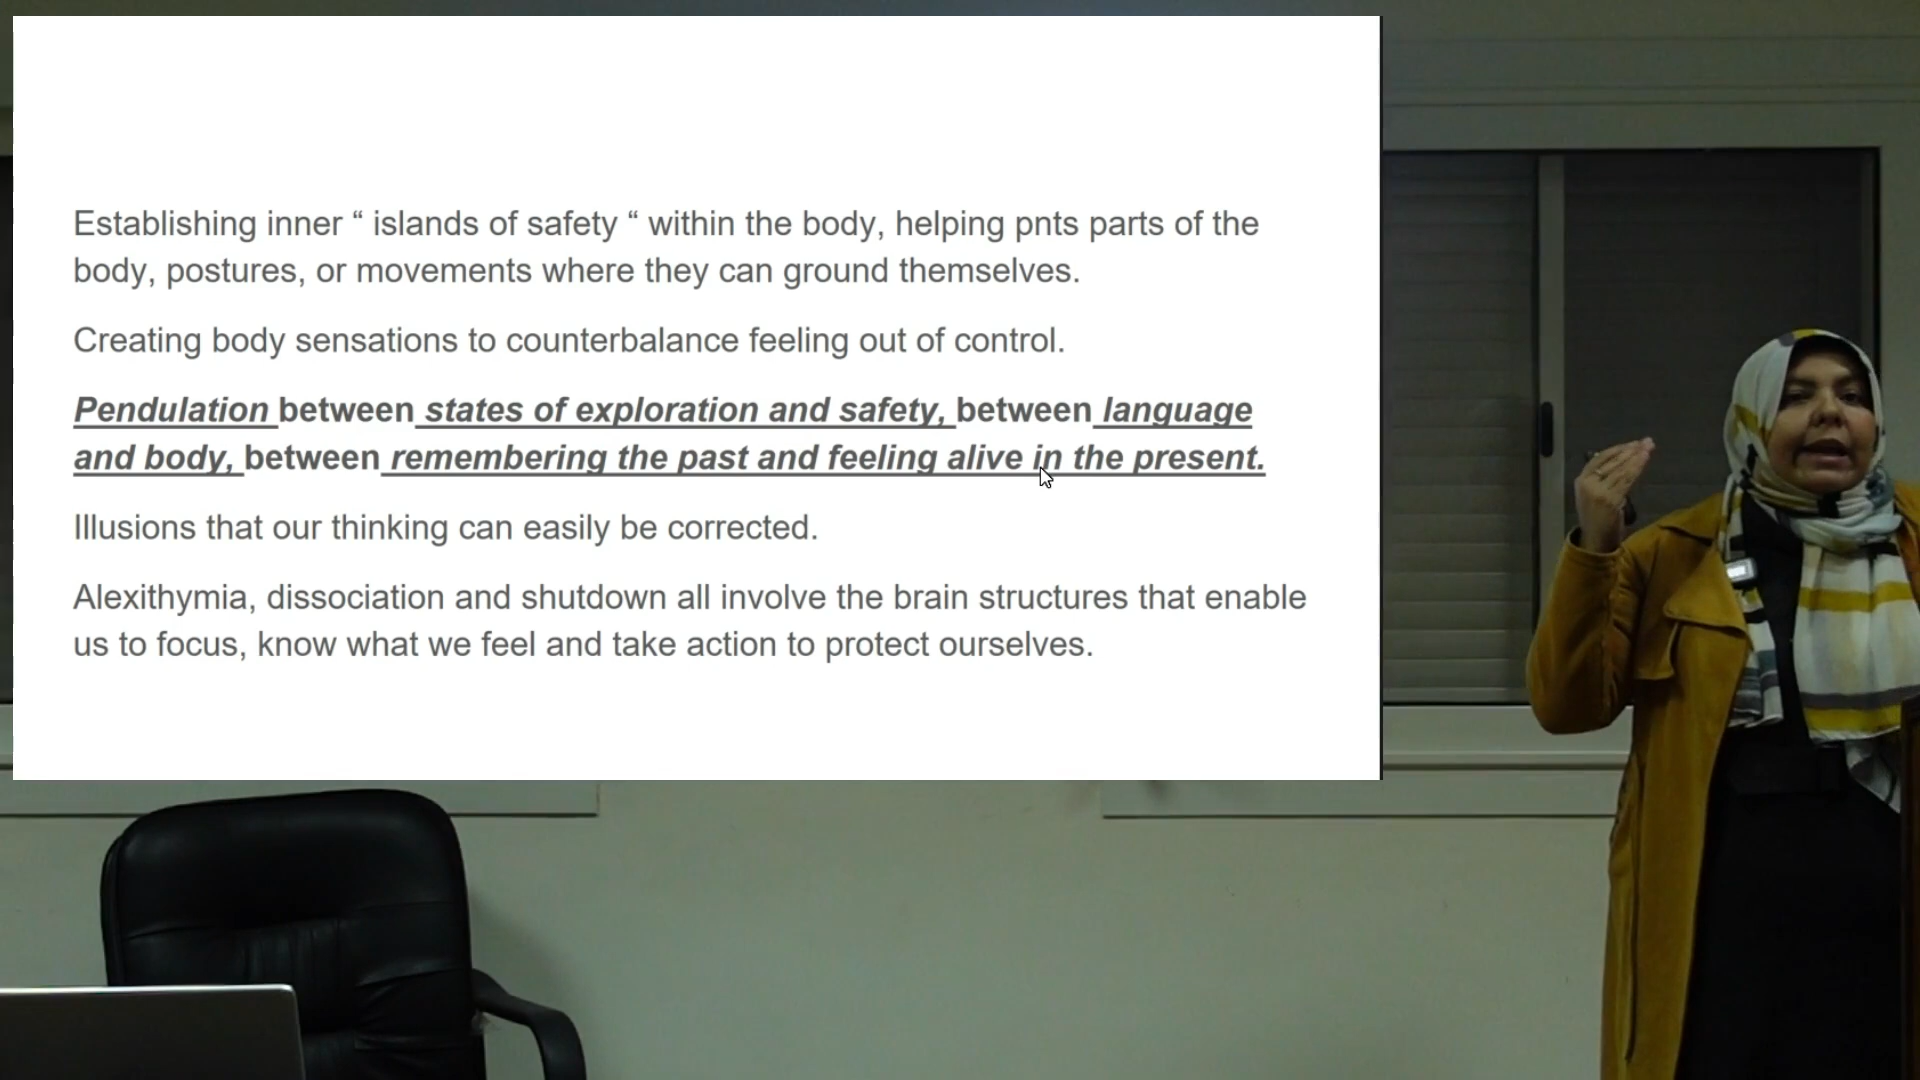 Establishing inner “ islands of safety “ within the body, helping pnts parts of the
body, postures, or movements where they can ground themselves.
Creating body sensations to counterbalance feeling out of control.
Pendulation between states of exploration and safety, between language
and body, between remembering the past and feeling alive in the present.
Illusions that our thinking can easily be corrected.
Alexithymia, dissociation and shutdown all involve the brain structures that enable
us to focus, know what we feel and take action to protect ourselves.